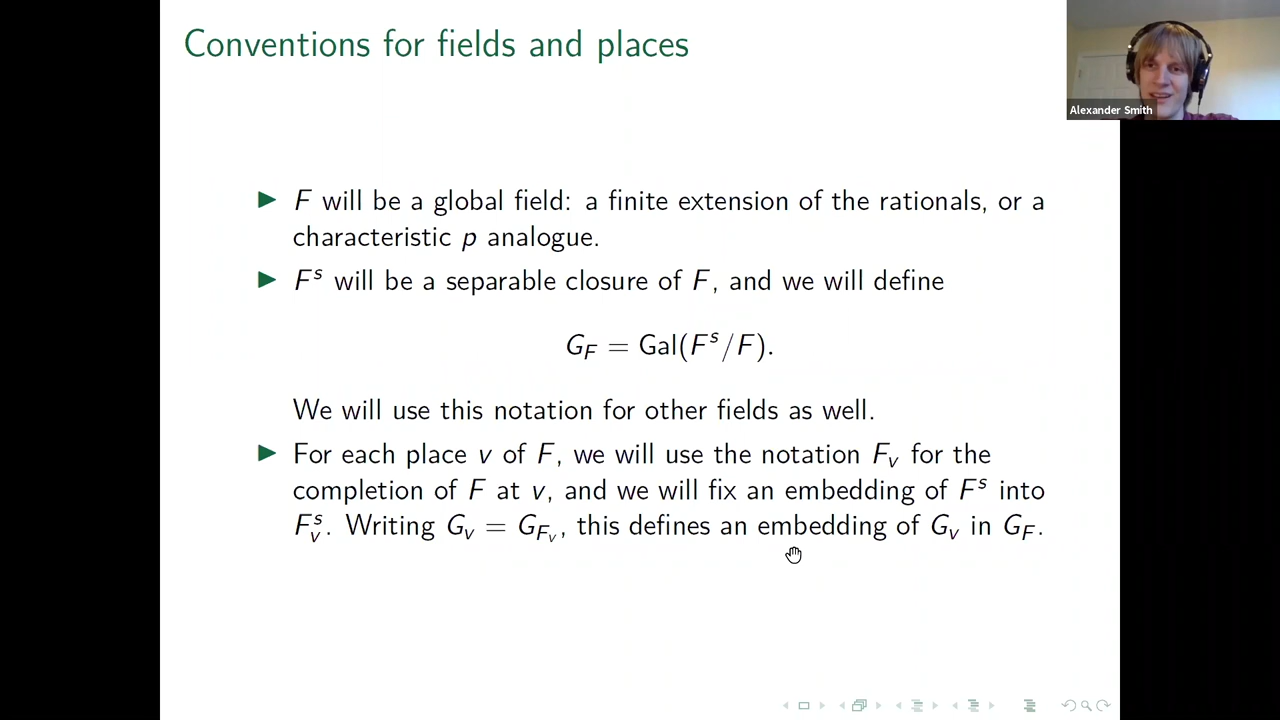 Conventions for fields and places
Alexander Smith
▶ F will be a global field: a finite extension of the rationals, or a
characteristic p analogue.
▶ Fˢ will be a separable closure of F, and we will define
G_F = Gal(Fˢ/F).
We will use this notation for other fields as well.
▶ For each place v of F, we will use the notation F_v for the
completion of F at v, and we will fix an embedding of Fˢ into
F_v^s. Writing G_v = G_{F_v}, this defines an embedding of G_v in G_F.